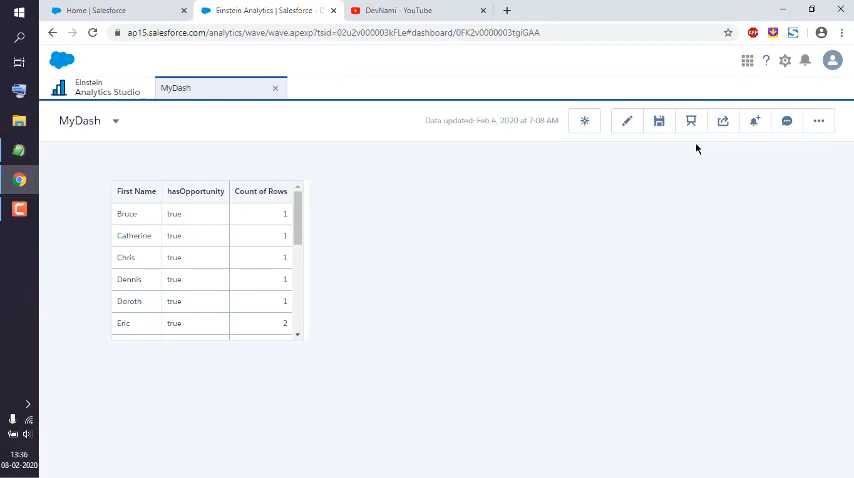 Home | Salesforce
Einstein Analytics | Salesforce - D
DevNami - YouTube
ap15.salesforce.com/analytics/wave/wave.apexp?tsid=02u2v000003kFLe#dashboard/0FK2v0000003tgiGAA
Einstein
Analytics Studio
MyDash
MyDash
Data updated: Feb 4, 2020 at 7:08 AM
First Name hasOpportunity Count of Rows
Bruce true 1
Catherine true 1
Chris true 1
Dennis true 1
Doroth true 1
Eric true 2
13:36
08-02-2020